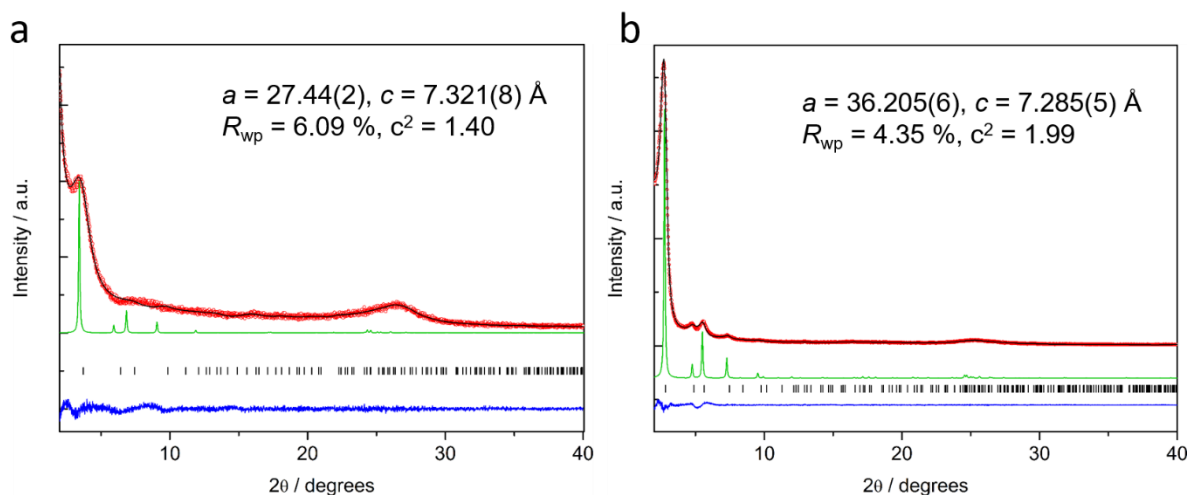 a
a = 27.44(2), c = 7.321(8) Å
Rwp = 6.09 %, c² = 1.40
Intensity / a.u.
10
20
30
40
2θ / degrees
b
a = 36.205(6), c = 7.285(5) Å
Rwp = 4.35 %, c² = 1.99
Intensity / a.u.
10
20
30
40
2θ / degrees